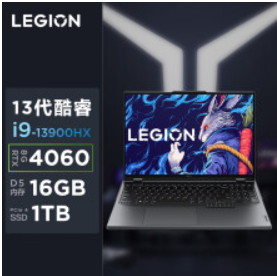 LEGION
13代酷睿
i9-13900HX
RTX 8G 4060
D5 内存 16GB
PCIe 4 SSD 1TB
LEGION